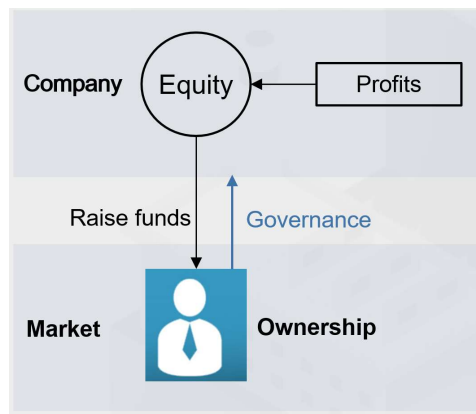 Company
Equity
Profits
Raise funds
Governance
Market
Ownership